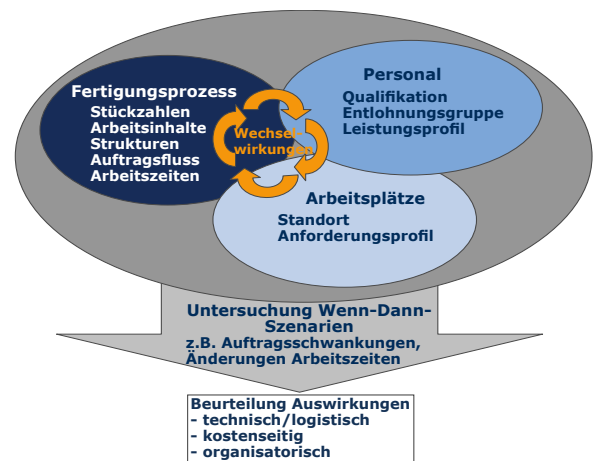 Fertigungsprozess
Stückzahlen
Arbeitsinhalte
Strukturen
Auftragsfluss
Arbeitszeiten
Wechsel-
wirkungen
Personal
Qualifikation
Entlohnungsgruppe
Leistungsprofil
Arbeitsplätze
Standort
Anforderungsprofil
Untersuchung Wenn-Dann-
Szenarien
z.B. Auftragsschwankungen,
Änderungen Arbeitszeiten
Beurteilung Auswirkungen
- technisch/logistisch
- kostenseitig
- organisatorisch